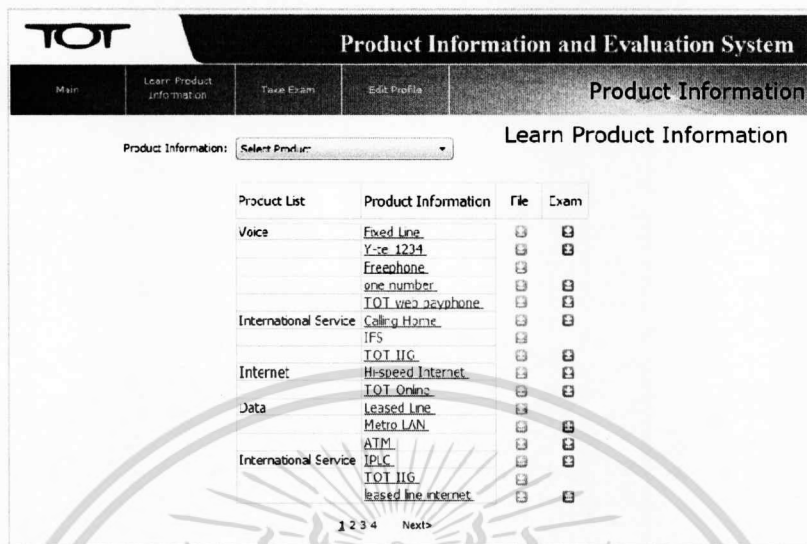 TOT
Product Information and Evaluation System
Main
Learn Product Information
Take Exam
Edit Profile
Product Information
Learn Product Information
Product Information: Select Product
Product List Product Information File Exam
Voice Fixed Line
Y-tel 1234
Freephone
one number
TOT web payphone
International Service Calling Home
IFS
TOT IIG
Internet Hi-speed Internet
TOT Online
Data Leased Line
Metro LAN
ATM
International Service IPLC
TOT IIG
leased line internet
1 2 3 4 Next>